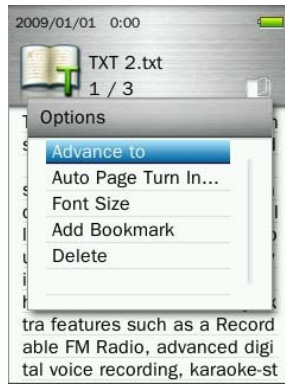 2009/01/01 0:00
TXT 2.txt
1 / 3
Options
Advance to
Auto Page Turn In...
Font Size
Add Bookmark
Delete
tra features such as a Record
able FM Radio, advanced digi
tal voice recording, karaoke-st